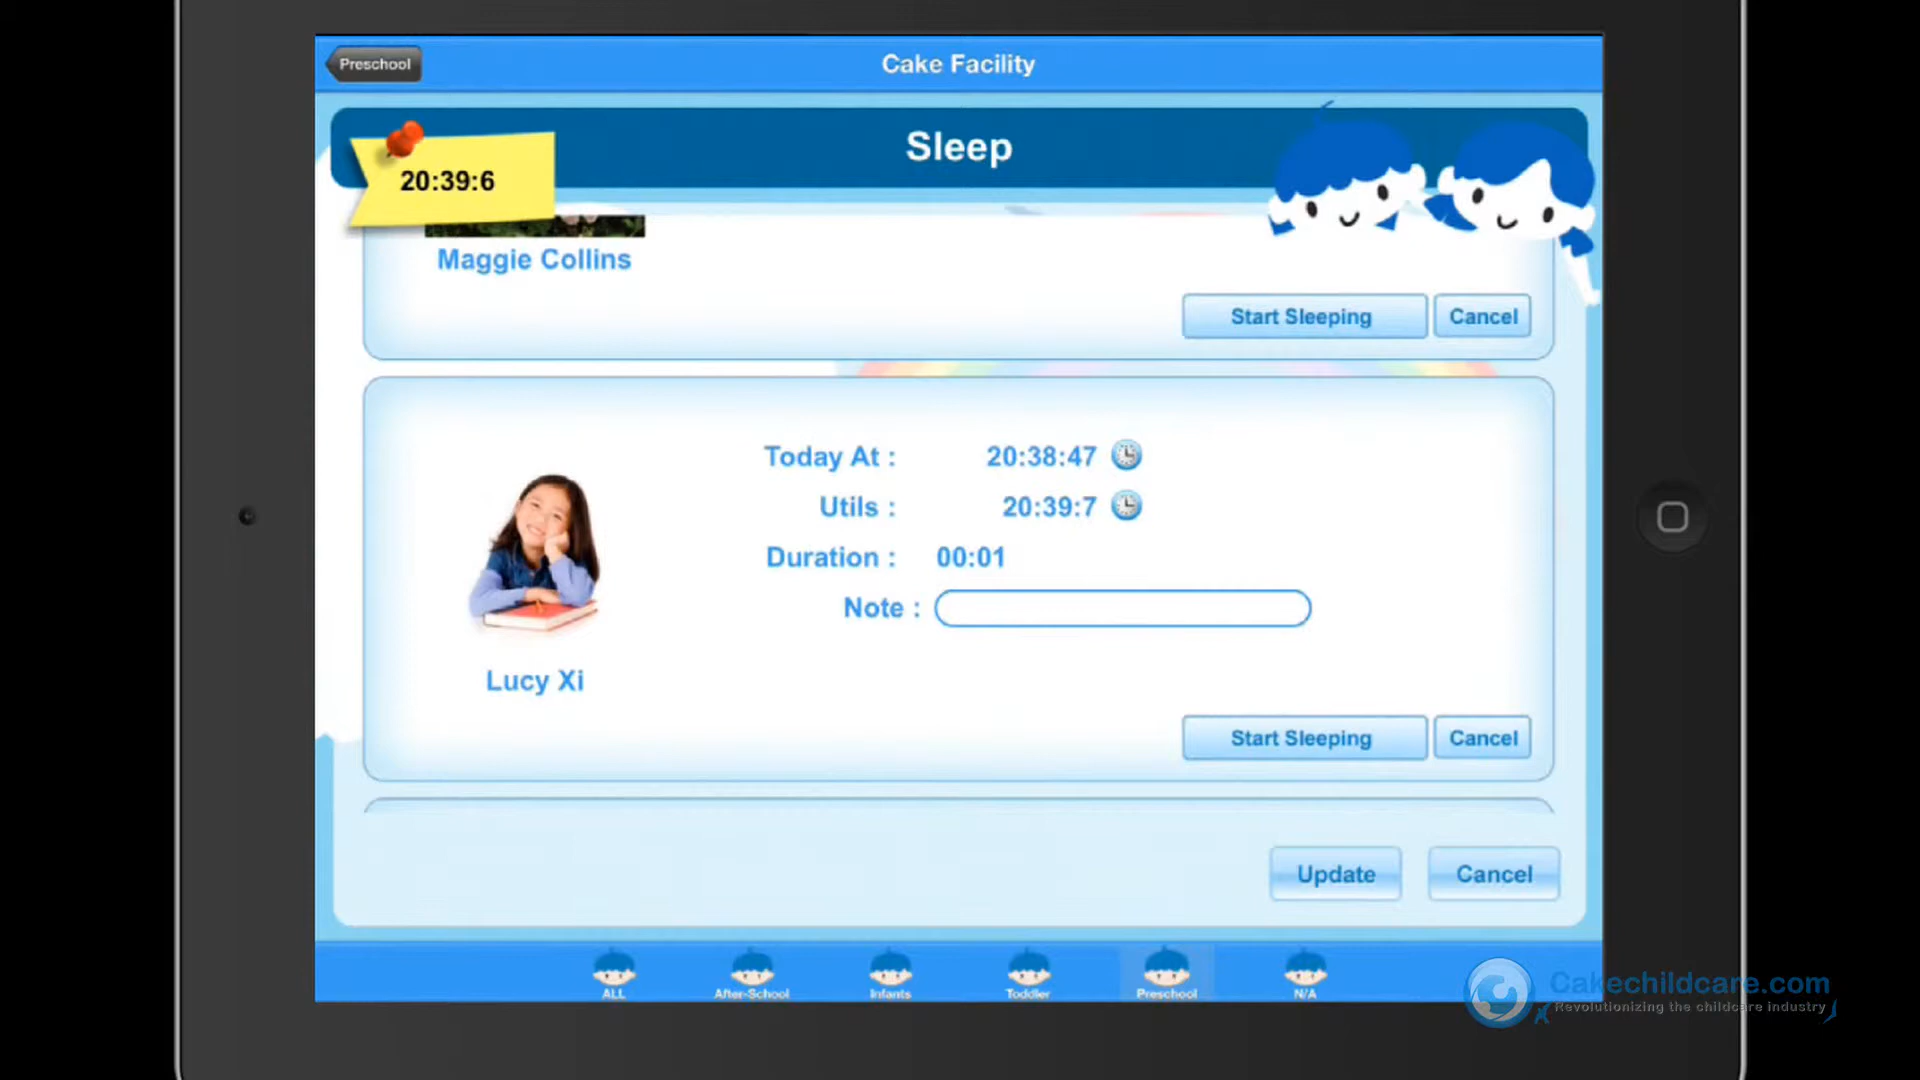 Preschool
Cake Facility
Sleep
20:39:6
Maggie Collins
Start Sleeping
Cancel
Today At :
20:38:47
Utils :
20:39:7
Duration :
00:01
Note :
Lucy Xi
Start Sleeping
Cancel
Update
Cancel
ALL
After-School
Infants
Toddler
Preschool
N/A
Cakechildcare.com
Revolutionizing the childcare industry